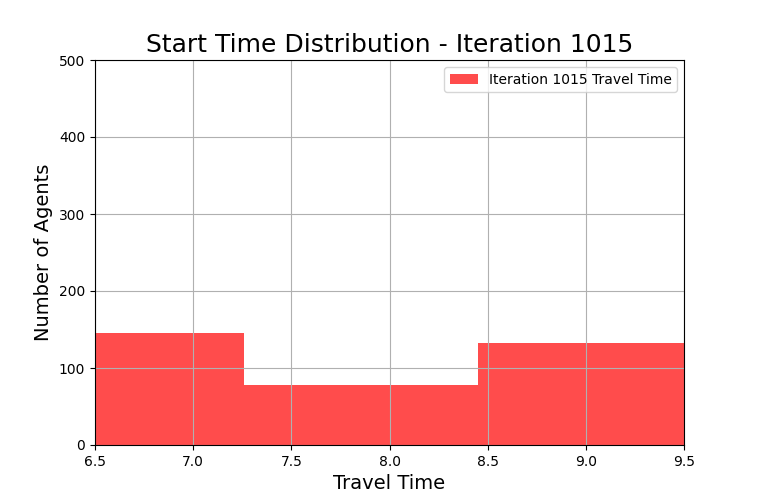 Start Time Distribution - Iteration 1015
Iteration 1015 Travel Time
Number of Agents
500
400
300
200
100
0
6.5 7.0 7.5 8.0 8.5 9.0 9.5
Travel Time